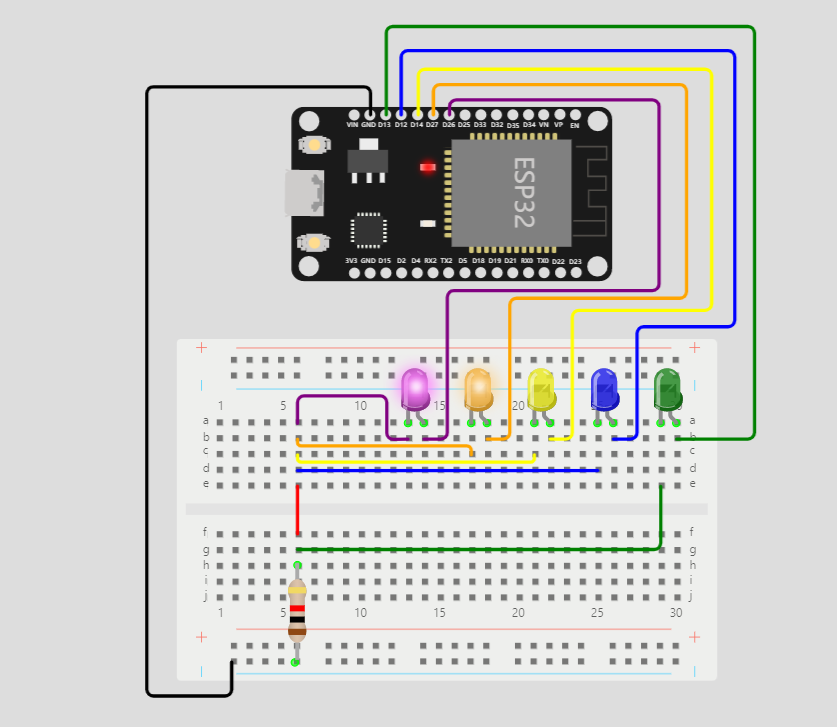 VIN GND D13 D12 D14 D27 D26 D25 D33 D32 D35 D34 VN VP EN
ESP32
3V3 GND D15 D2 D4 RX2 TX2 D5 D18 D19 D21 RX0 TX0 D22 D23
+ +
| |
1 5 10 15 20 25
a a
b b
c c
d d
e e
f f
g g
h h
i i
j j
1 5 10 15 20 25 30
+ +
| |